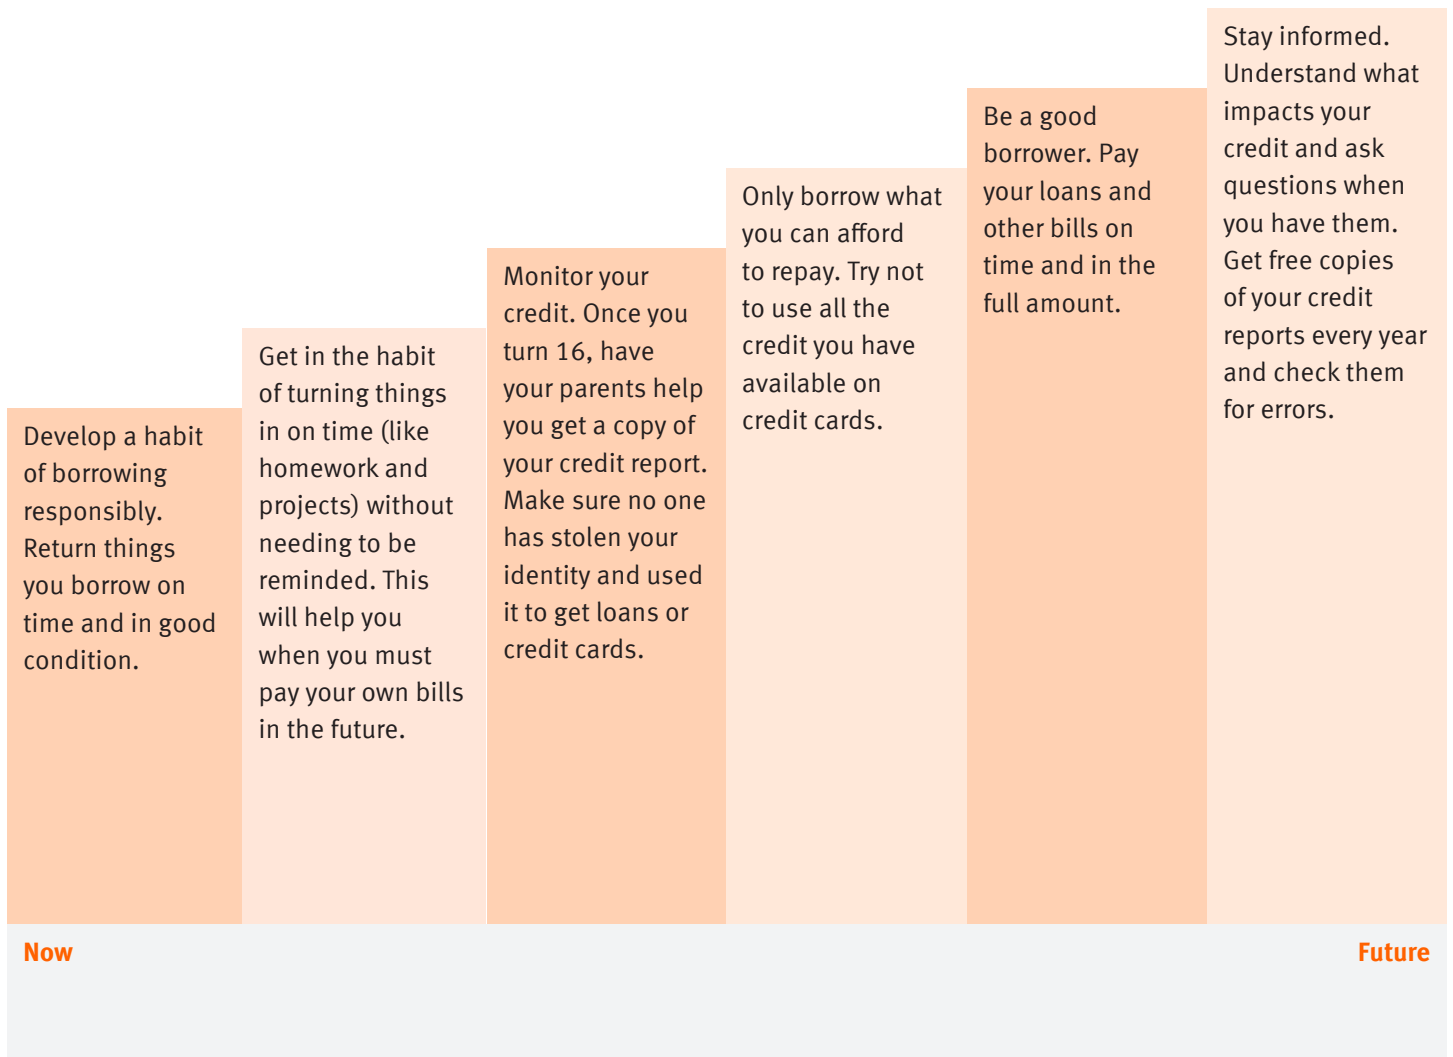 Develop a habit
of borrowing
responsibly.
Return things
you borrow on
time and in good
condition.
Get in the habit
of turning things
in on time (like
homework and
projects) without
needing to be
reminded. This
will help you
when you must
pay your own bills
in the future.
Monitor your
credit. Once you
turn 16, have
your parents help
you get a copy of
your credit report.
Make sure no one
has stolen your
identity and used
it to get loans or
credit cards.
Only borrow what
you can afford
to repay. Try not
to use all the
credit you have
available on
credit cards.
Be a good
borrower. Pay
your loans and
other bills on
time and in the
full amount.
Stay informed.
Understand what
impacts your
credit and ask
questions when
you have them.
Get free copies
of your credit
reports every year
and check them
for errors.
Now
Future